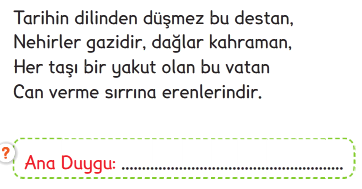 Tarihin dilinden düşmez bu destan,
Nehirler gazidir, dağlar kahraman,
Her taşı bir yakut olan bu vatan
Can verme sırrına erenlerindir.
? Ana Duygu: ......................................................